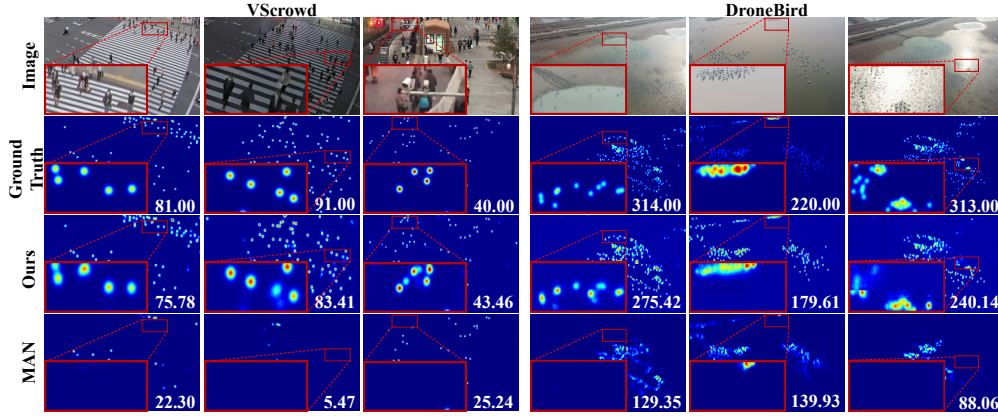 VScrowd DroneBird
Image
Ground Truth
81.00 91.00 40.00 314.00 220.00 313.00
Ours
75.78 83.41 43.46 275.42 179.61 240.14
MAN
22.30 5.47 25.24 129.35 139.93 88.06